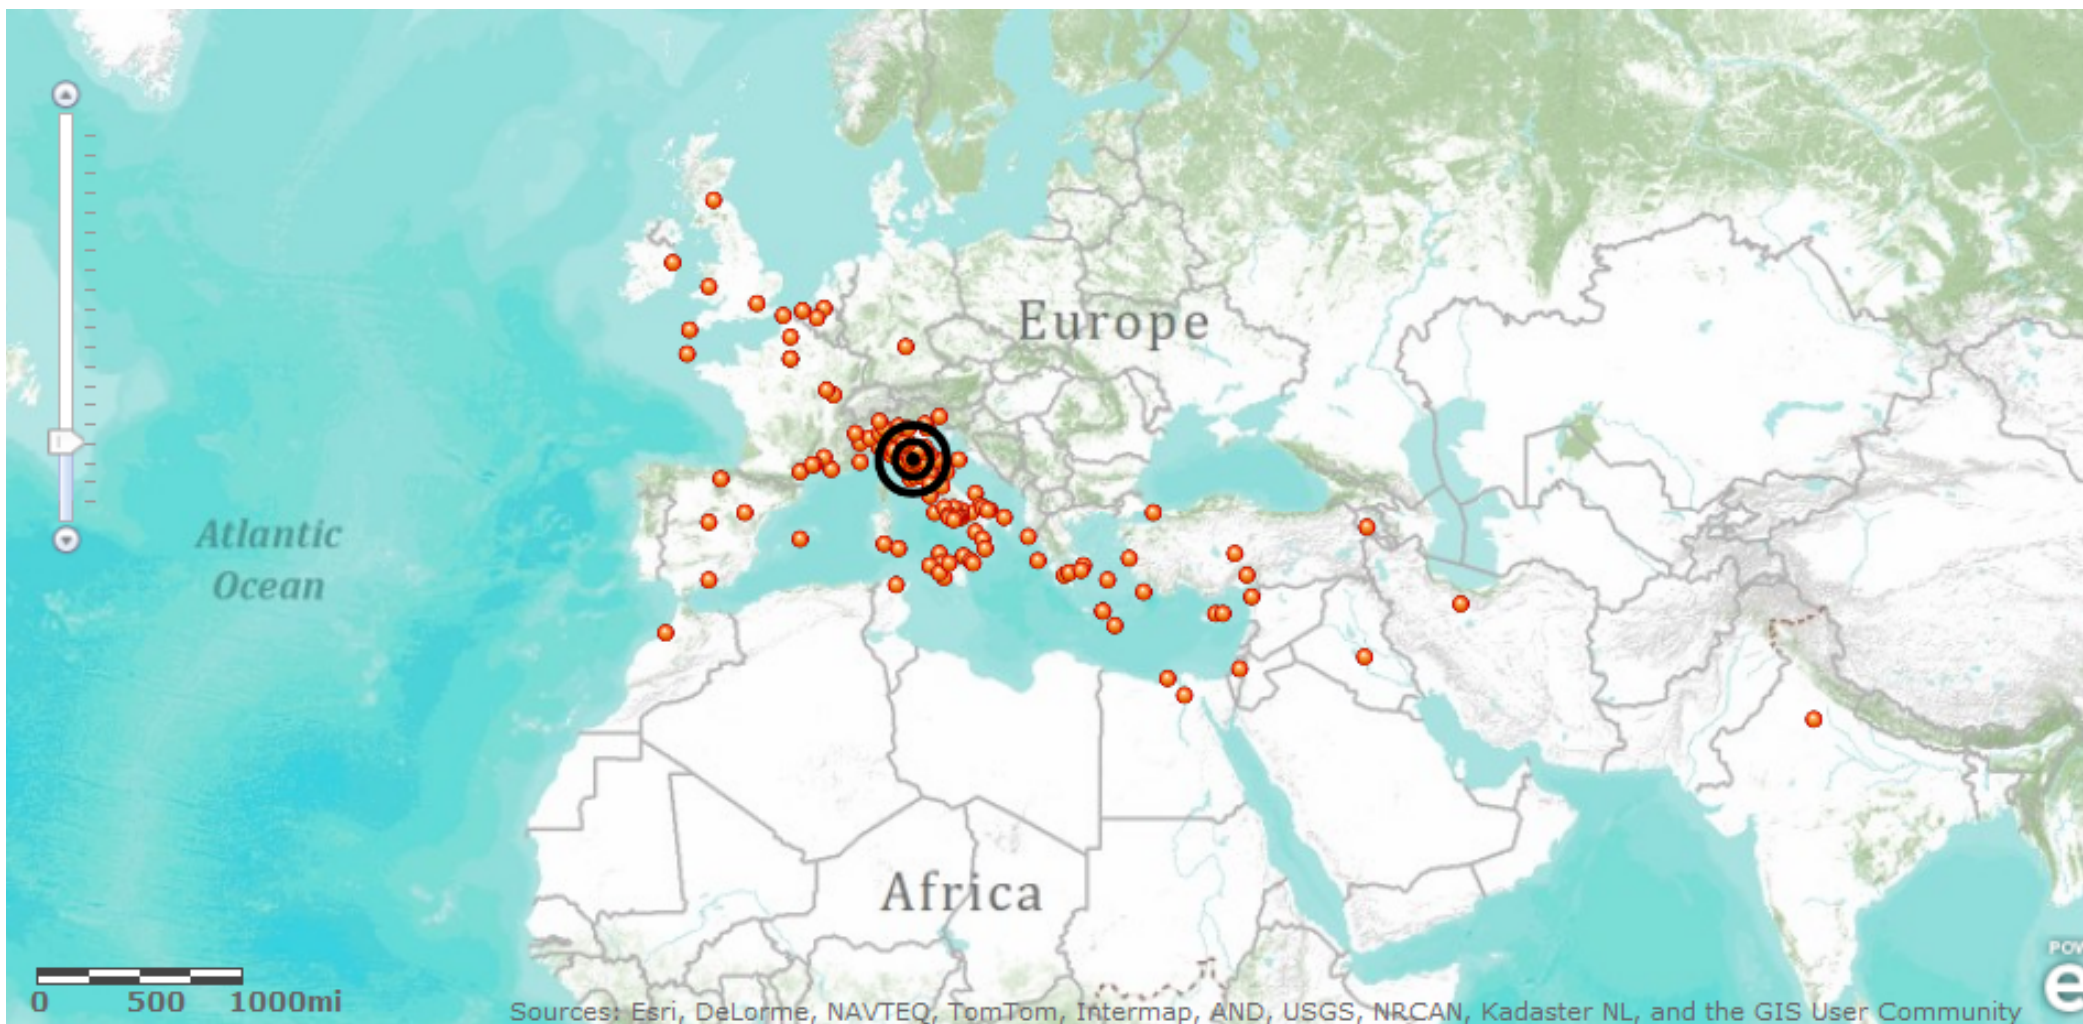 Europe
Atlantic
Ocean
Africa
0 500 1000mi
Sources: Esri, DeLorme, NAVTEQ, TomTom, Intermap, AND, USGS, NRCAN, Kadaster NL, and the GIS User Community
POW
e